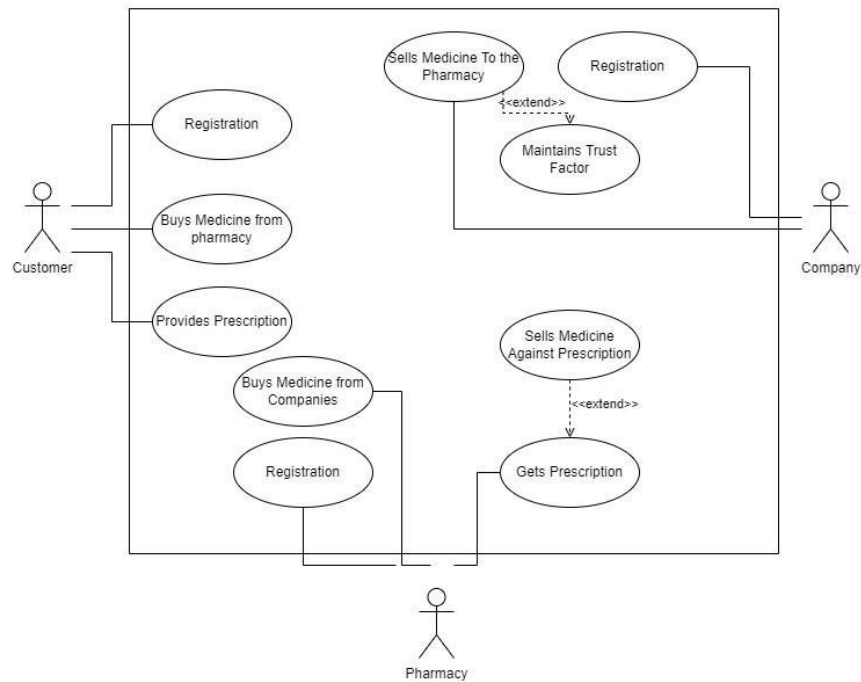 Sells Medicine To the
Pharmacy
Registration
<<extend>>
Registration
Maintains Trust
Factor
Buys Medicine from
pharmacy
Customer
Company
Provides Prescription
Sells Medicine
Against Prescription
Buys Medicine from
Companies
<<extend>>
Registration
Gets Prescription
Pharmacy